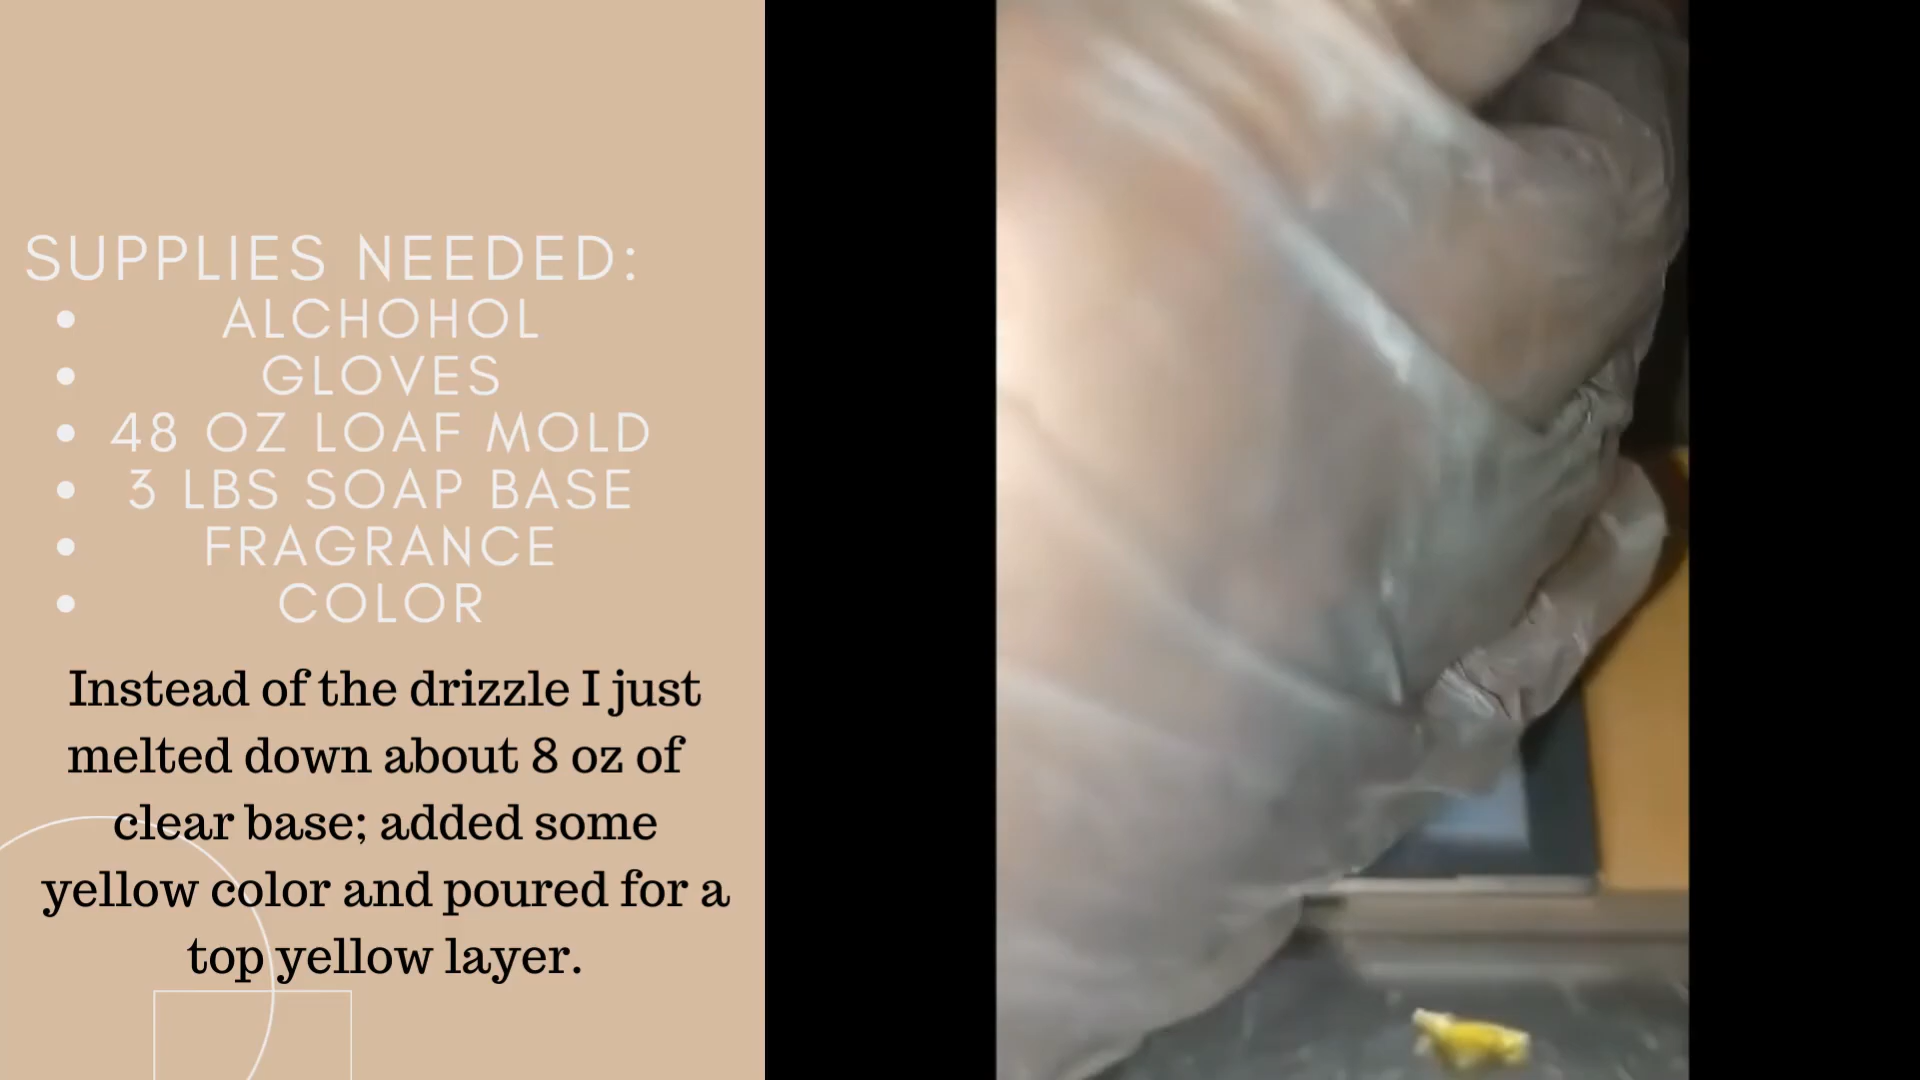 SUPPLIES NEEDED:
• ALCHOHOL
• GLOVES
• 48 OZ LOAF MOLD
• 3 LBS SOAP BASE
• FRAGRANCE
• COLOR
Instead of the drizzle I just
melted down about 8 oz of
clear base; added some
yellow color and poured for a
top yellow layer.